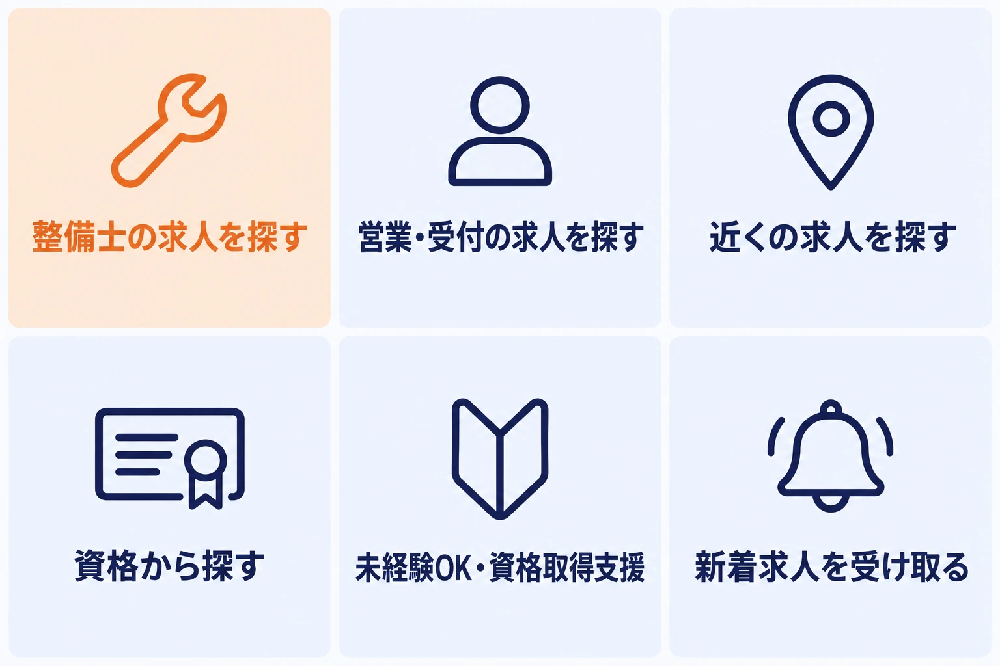 整備士の求人を探す
営業・受付の求人を探す
近くの求人を探す
資格から探す
未経験OK・資格取得支援
新着求人を受け取る